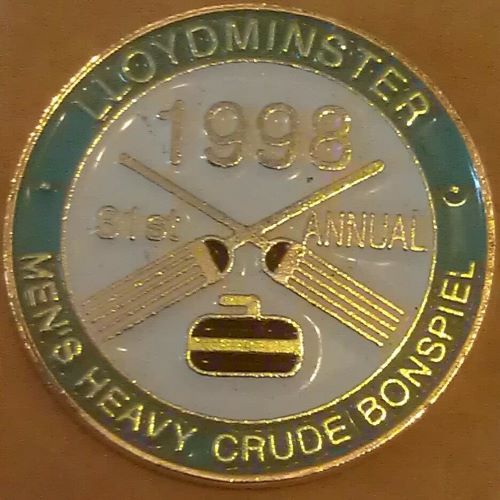 LLOYDMINSTER
1998
31st ANNUAL
MEN'S HEAVY CRUDE BONSPIEL